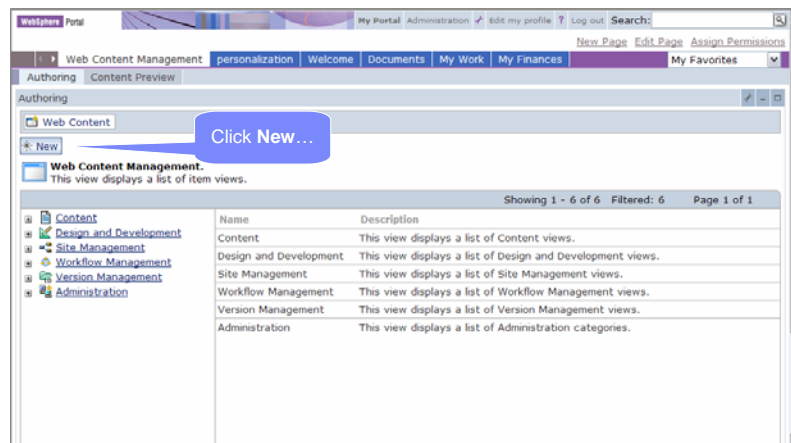 WebSphere Portal My Portal Administration Edit my profile ? Log out Search:
New Page Edit Page Assign Permissions
Web Content Management personalization Welcome Documents My Work My Finances My Favorites
Authoring Content Preview
Authoring
Web Content
New
Click New...
Web Content Management.
This view displays a list of item views.
Showing 1 - 6 of 6 Filtered: 6 Page 1 of 1
Content
Design and Development
Site Management
Workflow Management
Version Management
Administration
Name Description
Content This view displays a list of Content views.
Design and Development This view displays a list of Design and Development views.
Site Management This view displays a list of Site Management views.
Workflow Management This view displays a list of Workflow Management views.
Version Management This view displays a list of Version Management views.
Administration This view displays a list of Administration categories.